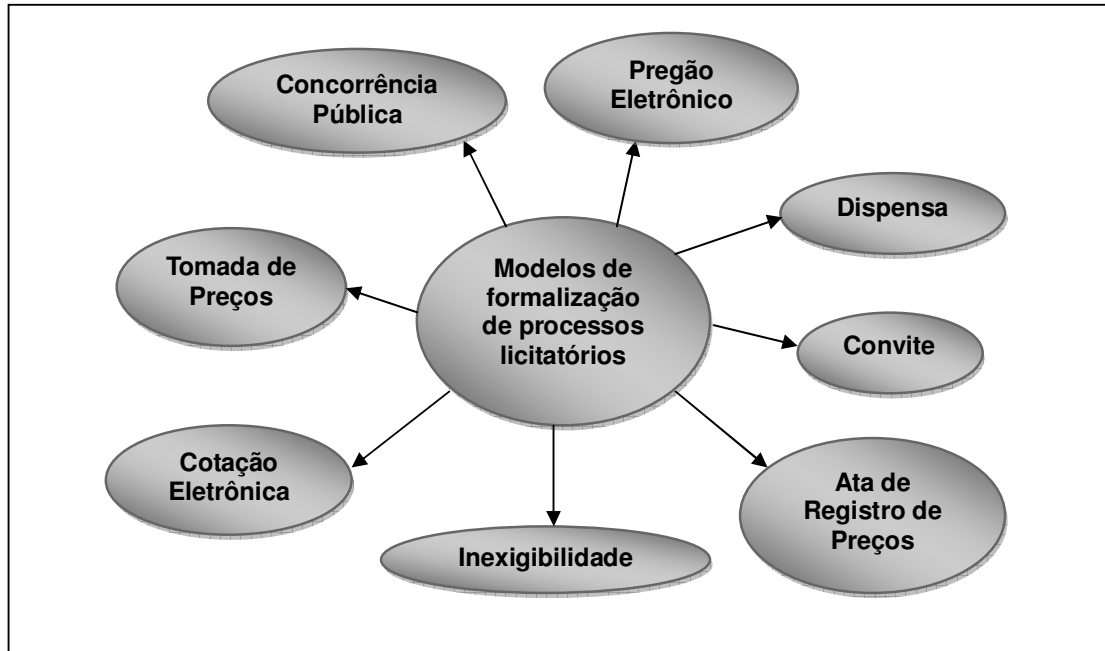 Concorrência
Pública
Pregão
Eletrônico
Dispensa
Tomada de
Preços
Modelos de
formalização
de processos
licitatórios
Convite
Cotação
Eletrônica
Ata de
Registro de
Preços
Inexigibilidade